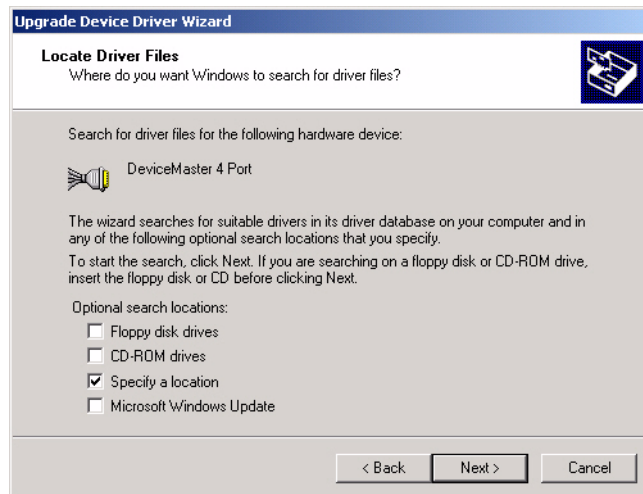 Upgrade Device Driver Wizard
Locate Driver Files
Where do you want Windows to search for driver files?
Search for driver files for the following hardware device:
DeviceMaster 4 Port
The wizard searches for suitable drivers in its driver database on your computer and in
any of the following optional search locations that you specify.
To start the search, click Next. If you are searching on a floppy disk or CD-ROM drive,
insert the floppy disk or CD before clicking Next.
Optional search locations:
Floppy disk drives
CD-ROM drives
Specify a location
Microsoft Windows Update
< Back
Next >
Cancel